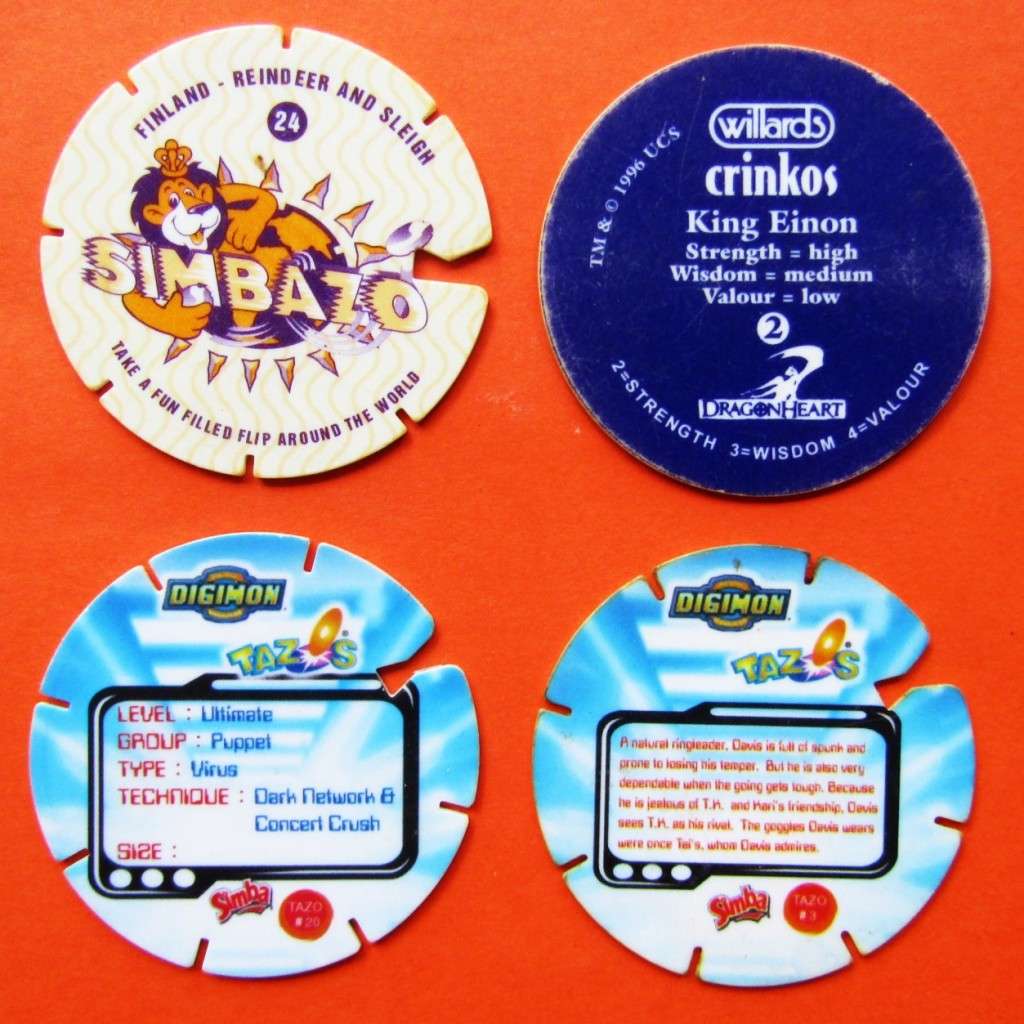 FINLAND - REINDEER AND SLEIGH
24
SIMBAZO
TAKE A FUN FILLED FLIP AROUND THE WORLD
TM & © 1996 UCS
willards
crinkos
King Einon
Strength = high
Wisdom = medium
Valour = low
2
DRAGONHEART
2=STRENGTH 3=WISDOM 4=VALOUR
DIGIMON
TAZO'S
LEVEL : Ultimate
GROUP : Puppet
TYPE : Virus
TECHNIQUE : Dark Network &
Concert Crush
SIZE :
Simba
TAZO
# 20
DIGIMON
TAZO'S
A natural ringleader, Davis is full of spunk and
prone to losing his temper. But he is also very
dependable when the going gets tough. Because
he is jealous of T.K. and Kari's friendship, Davis
sees T.K. as his rival. The goggles Davis wears
were once Tai's, whom Davis admires.
Simba
TAZO
# 3